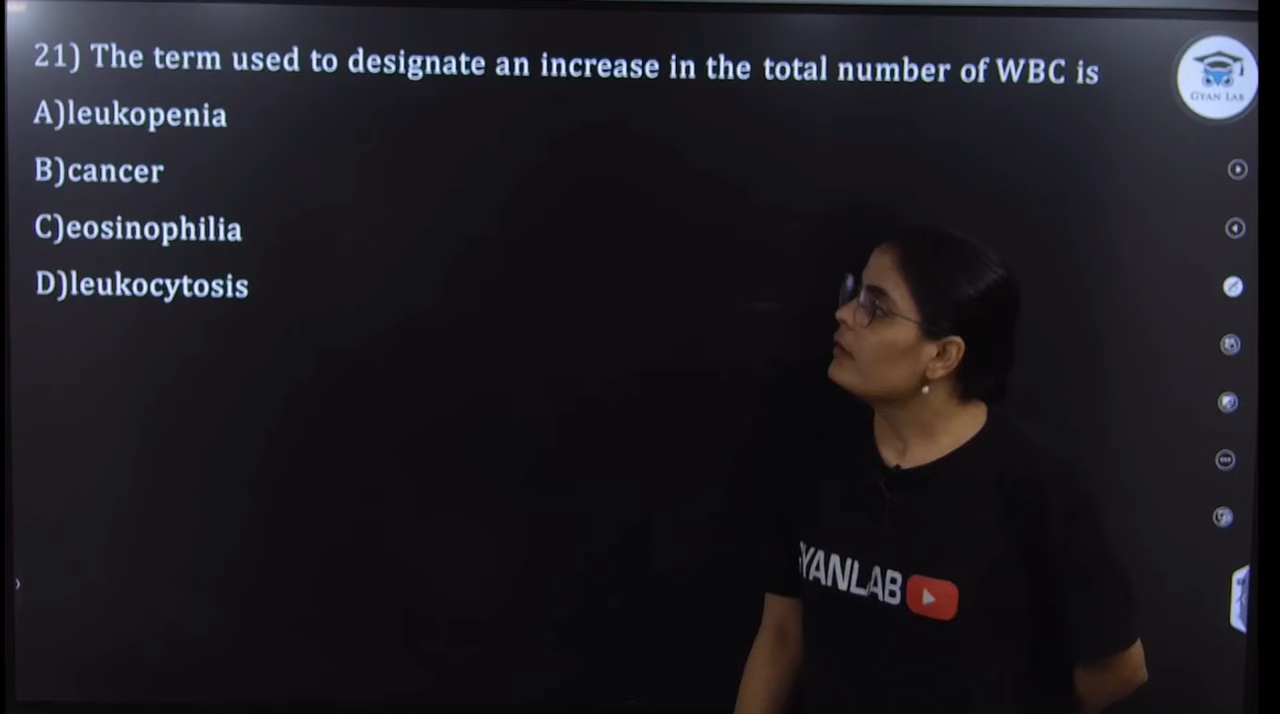 21) The term used to designate an increase in the total number of WBC is
A)leukopenia
B)cancer
C)eosinophilia
D)leukocytosis
GYAN LAB
GYANLAB